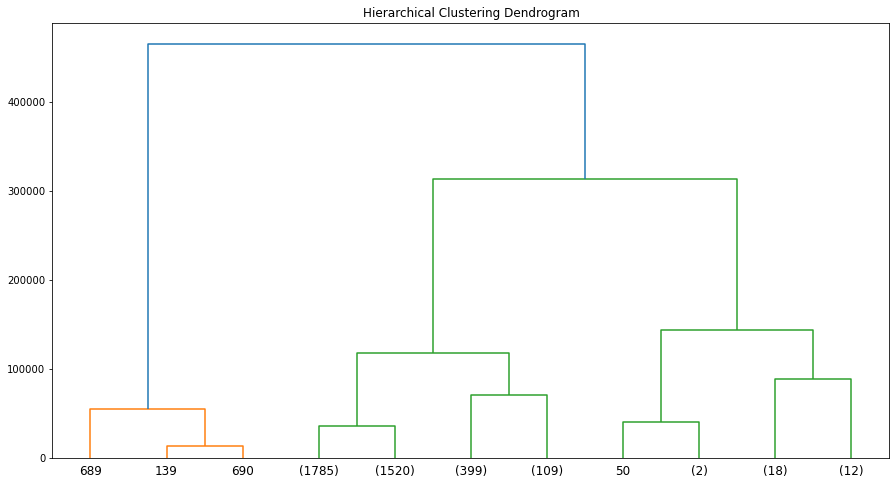 Hierarchical Clustering Dendrogram
400000
300000
200000
100000
0
689 139 690 (1785) (1520) (399) (109) 50 (2) (18) (12)